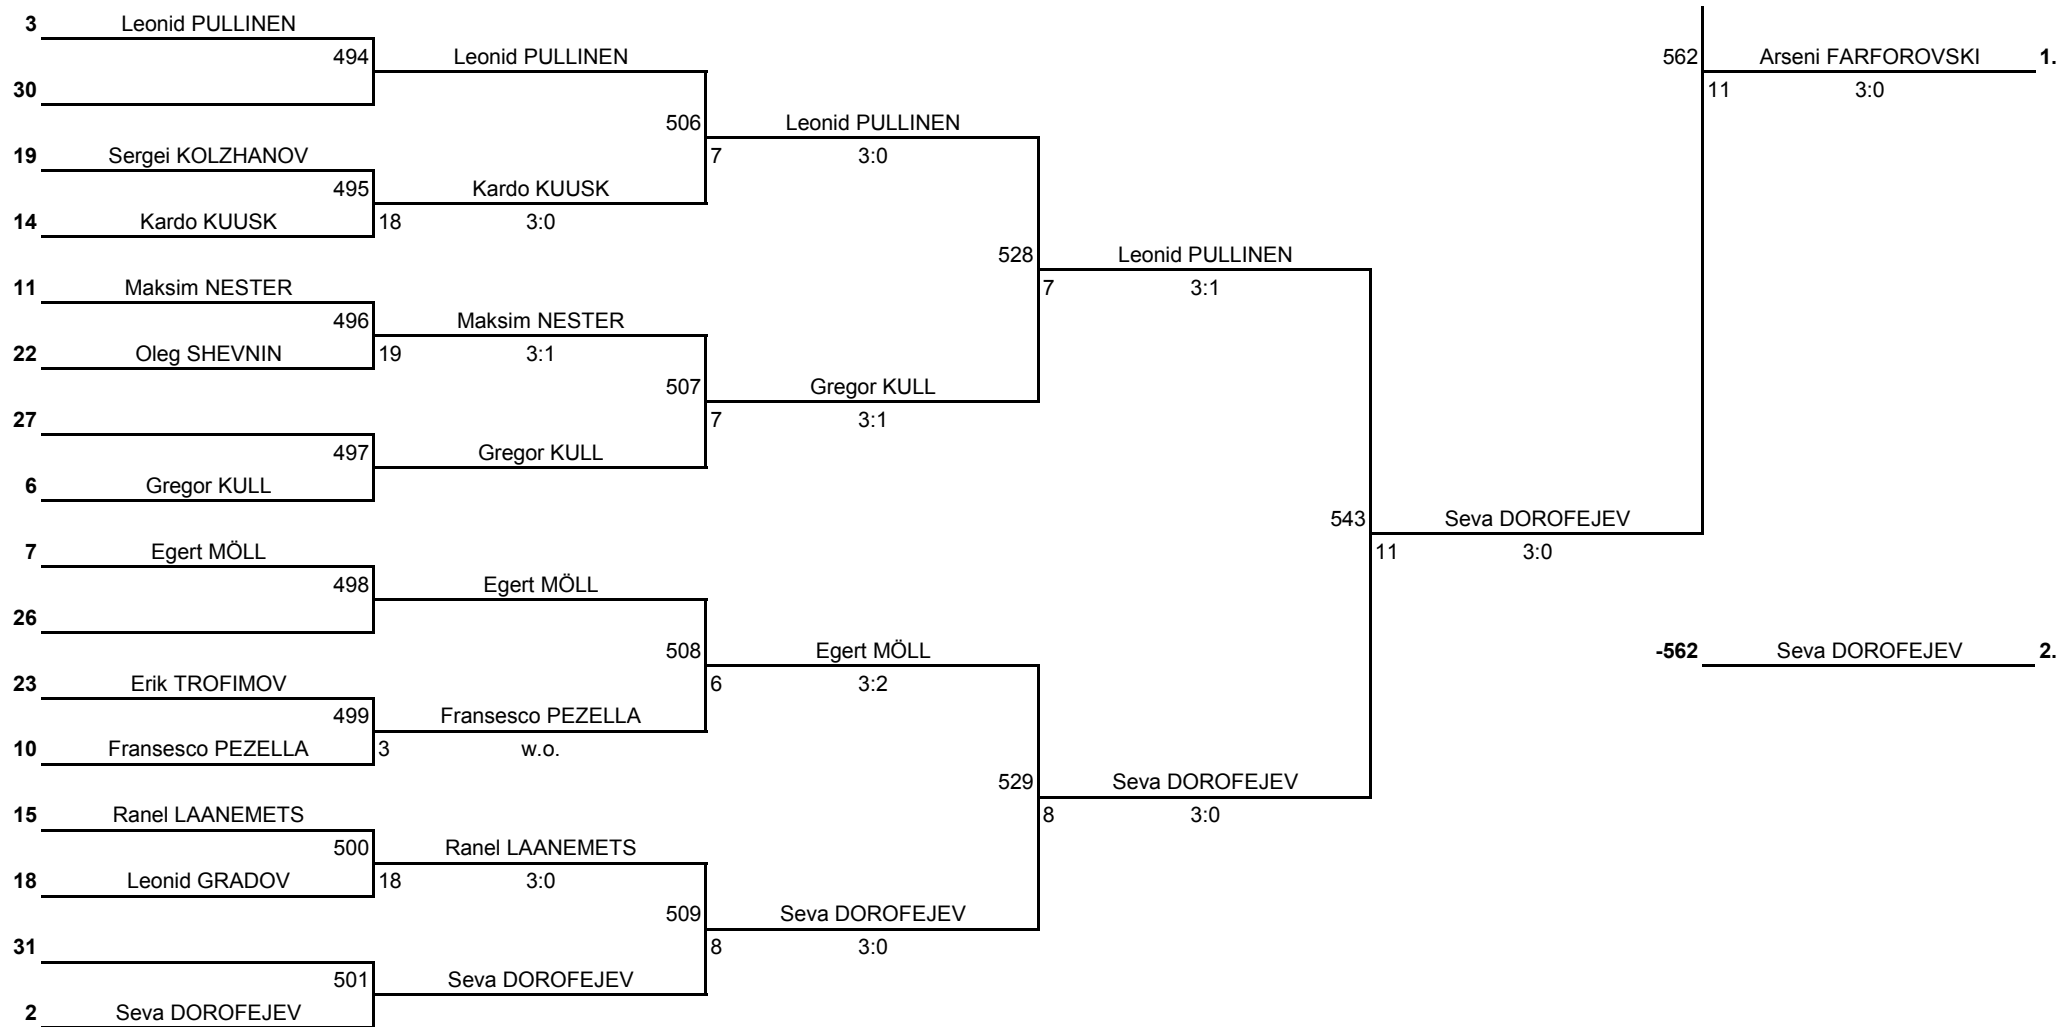 3 Leonid PULLINEN
494 Leonid PULLINEN 562 Arseni FARFOROVSKI 1.
30 11 3:0
506 Leonid PULLINEN
19 Sergei KOLZHANOV 7 3:0
495 Kardo KUUSK
14 Kardo KUUSK 18 3:0
528 Leonid PULLINEN
11 Maksim NESTER 7 3:1
496 Maksim NESTER
22 Oleg SHEVNIN 19 3:1
507 Gregor KULL
27 7 3:1
497 Gregor KULL
6 Gregor KULL
543 Seva DOROFEJEV
7 Egert MÖLL 11 3:0
498 Egert MÖLL
26
508 Egert MÖLL -562 Seva DOROFEJEV 2.
23 Erik TROFIMOV 6 3:2
499 Fransesco PEZELLA
10 Fransesco PEZELLA 3 w.o.
529 Seva DOROFEJEV
15 Ranel LAANEMETS 8 3:0
500 Ranel LAANEMETS
18 Leonid GRADOV 18 3:0
509 Seva DOROFEJEV
31 8 3:0
501 Seva DOROFEJEV
2 Seva DOROFEJEV